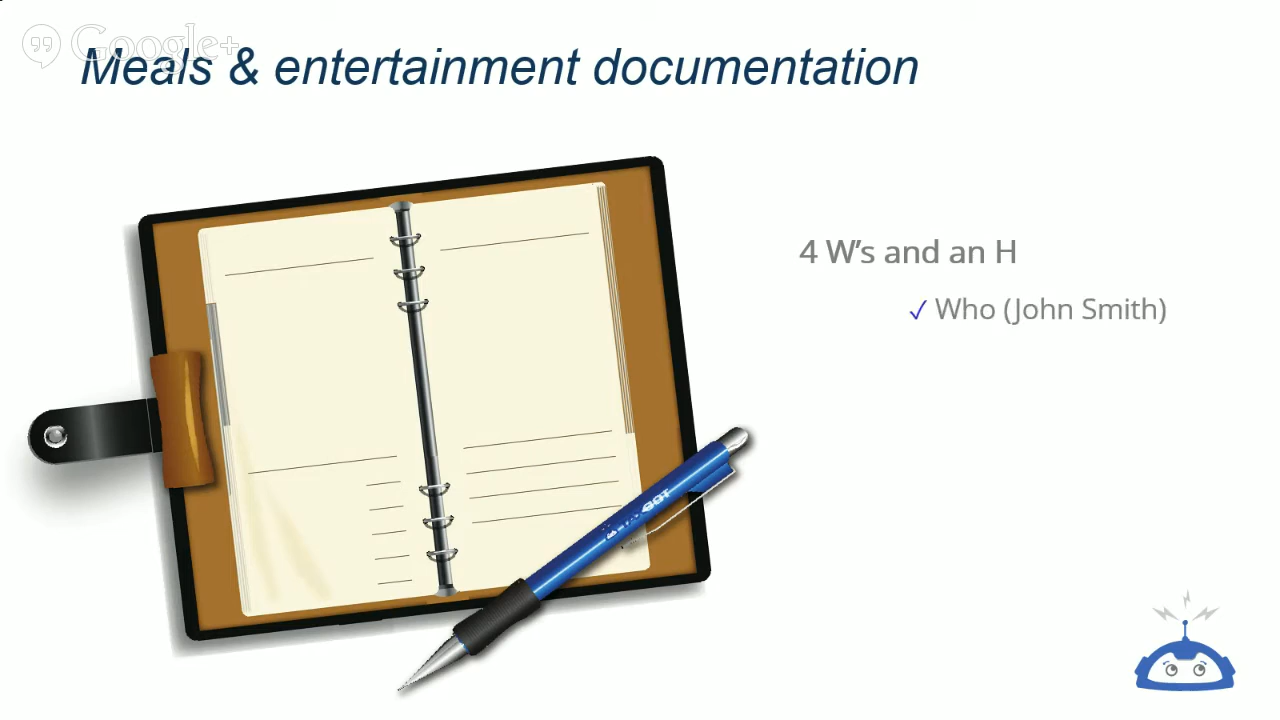 Google+
Meals & entertainment documentation
4 W's and an H
✓ Who (John Smith)